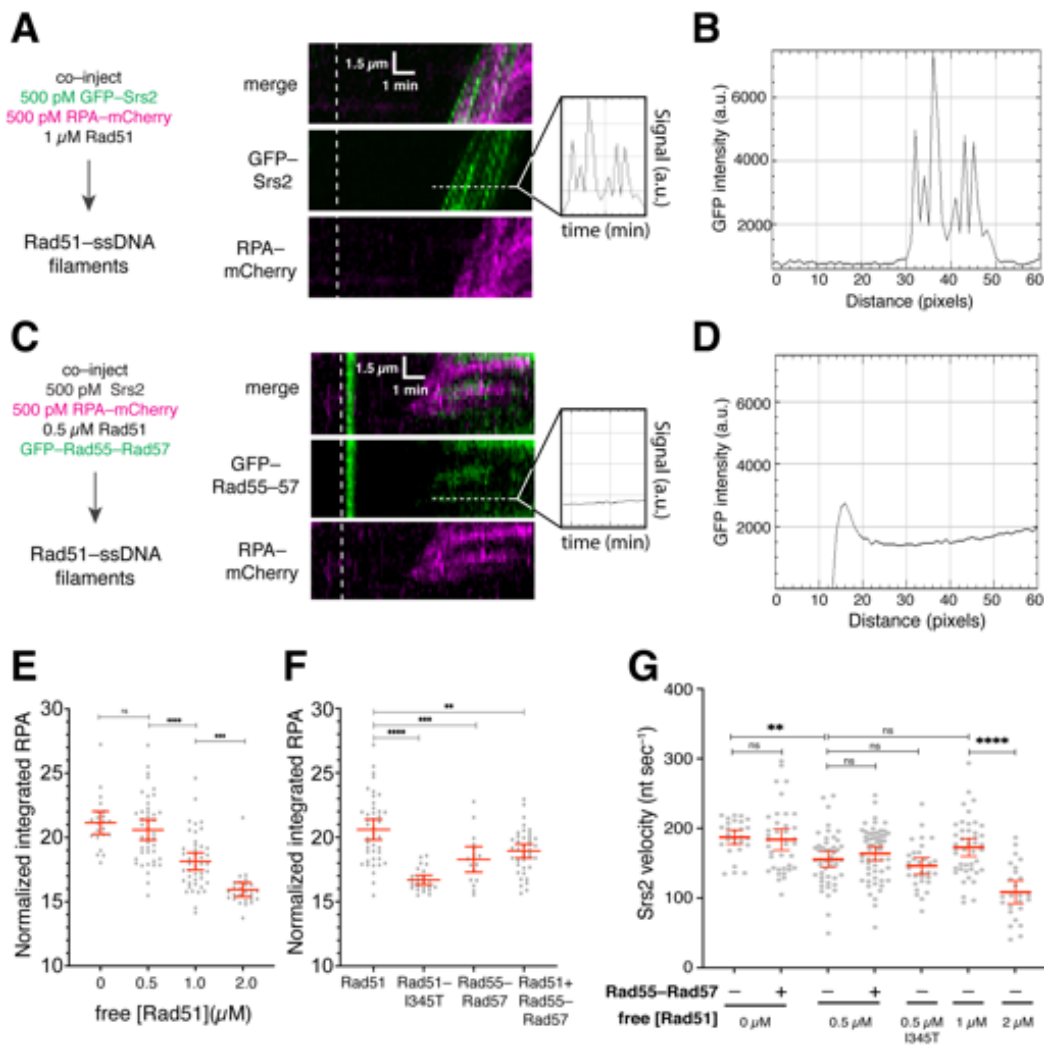 A
co–inject
500 pM GFP–Srs2
500 pM RPA–mCherry
1 µM Rad51
Rad51–ssDNA
filaments
merge
GFP–
Srs2
RPA–
mCherry
1.5 µm
1 min
Signal (a.u.)
time (min)
B
GFP intensity (a.u.)
6000
4000
2000
0 10 20 30 40 50 60
Distance (pixels)
C
co–inject
500 pM Srs2
500 pM RPA–mCherry
0.5 µM Rad51
GFP–Rad55–Rad57
Rad51–ssDNA
filaments
merge
GFP–
Rad55–57
RPA–
mCherry
1.5 µm
1 min
Signal (a.u.)
time (min)
D
GFP intensity (a.u.)
6000
4000
2000
0 10 20 30 40 50 60
Distance (pixels)
E
Normalized integrated RPA
30
25
20
15
10
ns
****
***
0 0.5 1.0 2.0
free [Rad51](µM)
F
Normalized integrated RPA
30
25
20
15
10
**
***
****
Rad51 Rad51– Rad55– Rad51+
I345T Rad57 Rad55–
Rad57
G
Srs2 velocity (nt sec⁻¹)
400
300
200
100
0
** ns
ns ns ****
ns
Rad55–Rad57 – + – + – – –
free [Rad51] 0 µM 0.5 µM 0.5 µM 1 µM 2 µM
I345T